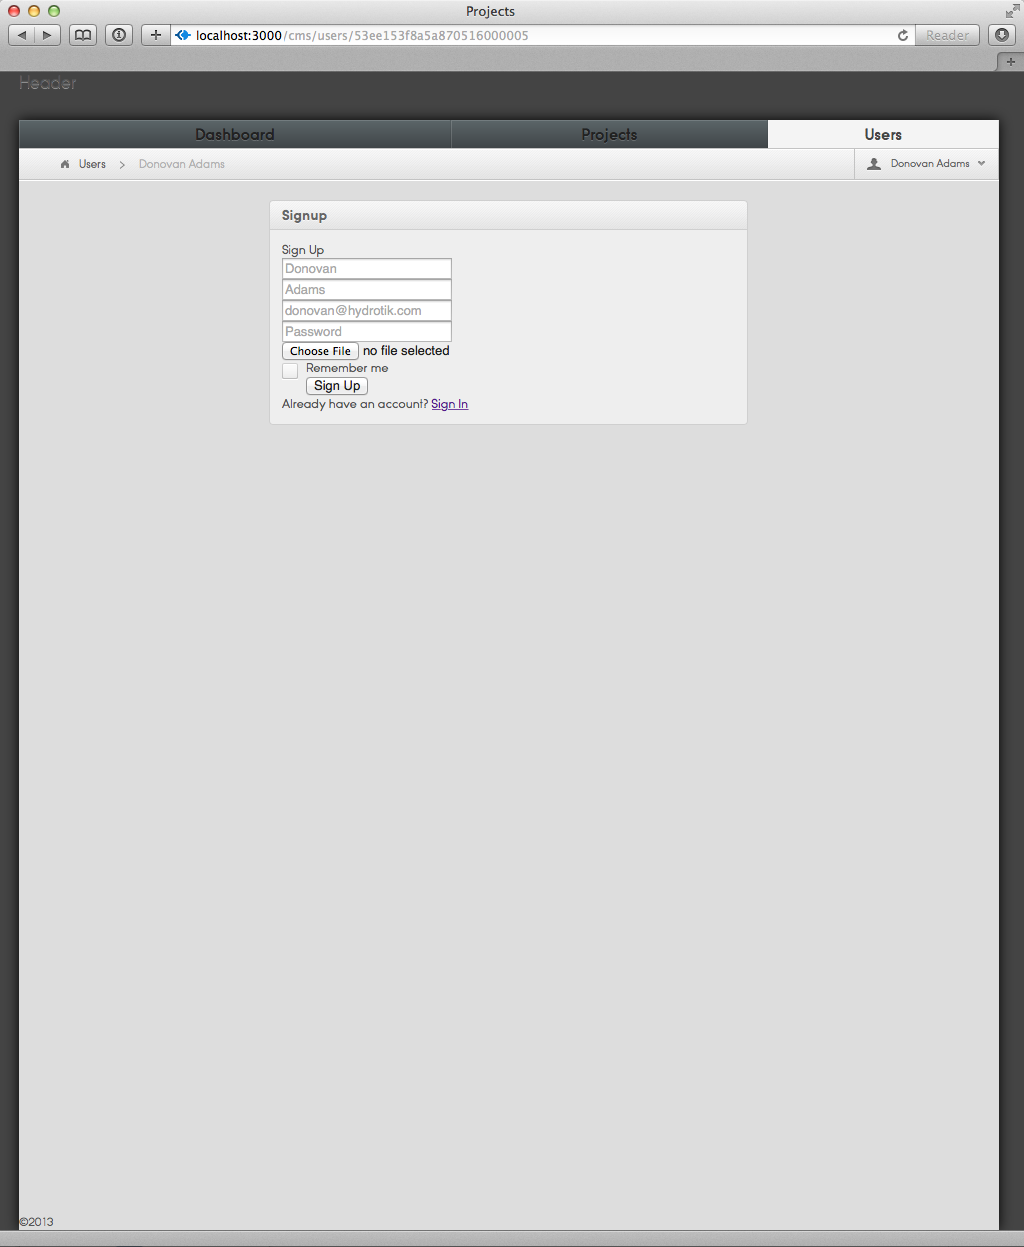 Projects
localhost:3000/cms/users/53ee153f8a5a870516000005
Reader
Header
Dashboard Projects Users
Users > Donovan Adams Donovan Adams
Signup
Sign Up
Donovan
Adams
donovan@hydrotik.com
Password
Choose File no file selected
Remember me
Sign Up
Already have an account? Sign In
©2013